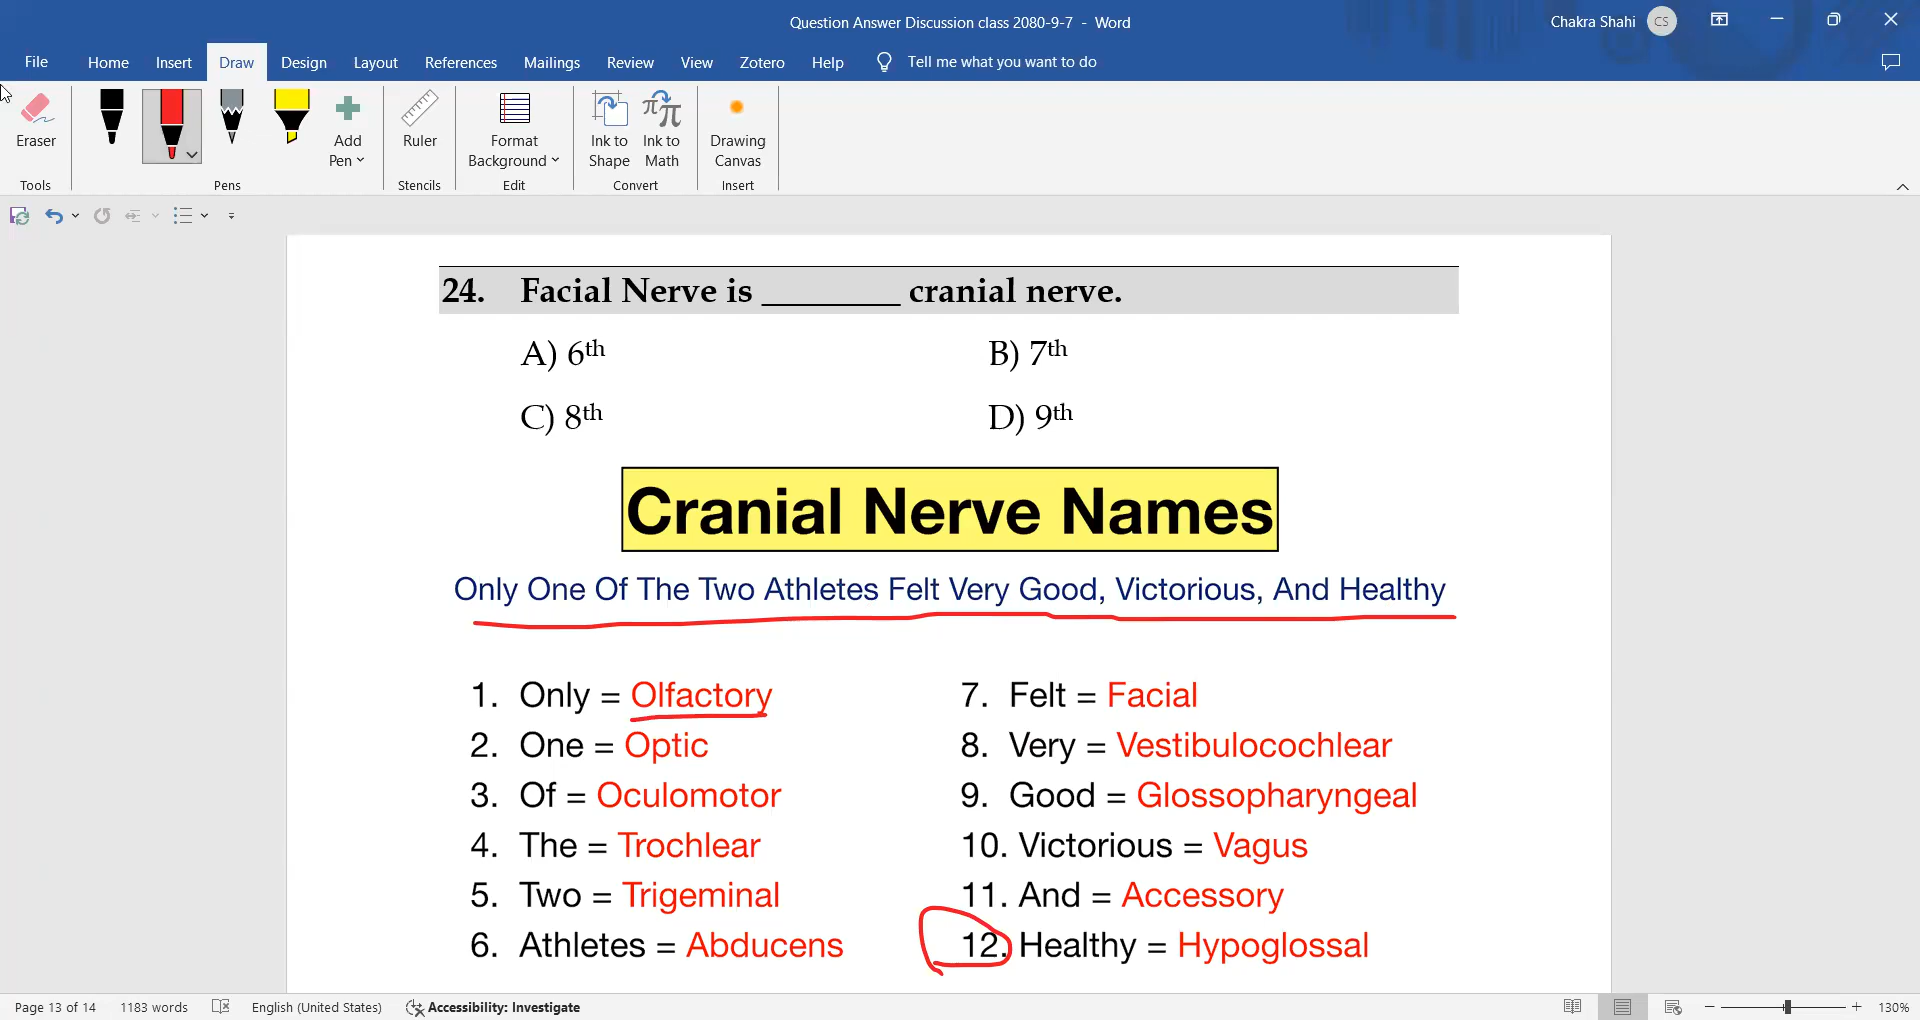 Question Answer Discussion class 2080-9-7 - Word
Chakra Shahi CS
File Home Insert Draw Design Layout References Mailings Review View Zotero Help Tell me what you want to do
Eraser
Add Pen
Ruler
Format Background
Ink to Shape
Ink to Math
Drawing Canvas
Tools Pens Stencils Edit Convert Insert
24. Facial Nerve is ________ cranial nerve.
A) 6th B) 7th
C) 8th D) 9th
Cranial Nerve Names
Only One Of The Two Athletes Felt Very Good, Victorious, And Healthy
1. Only = Olfactory
2. One = Optic
3. Of = Oculomotor
4. The = Trochlear
5. Two = Trigeminal
6. Athletes = Abducens
7. Felt = Facial
8. Very = Vestibulocochlear
9. Good = Glossopharyngeal
10. Victorious = Vagus
11. And = Accessory
12. Healthy = Hypoglossal
Page 13 of 14 1183 words English (United States) Accessibility: Investigate 130%